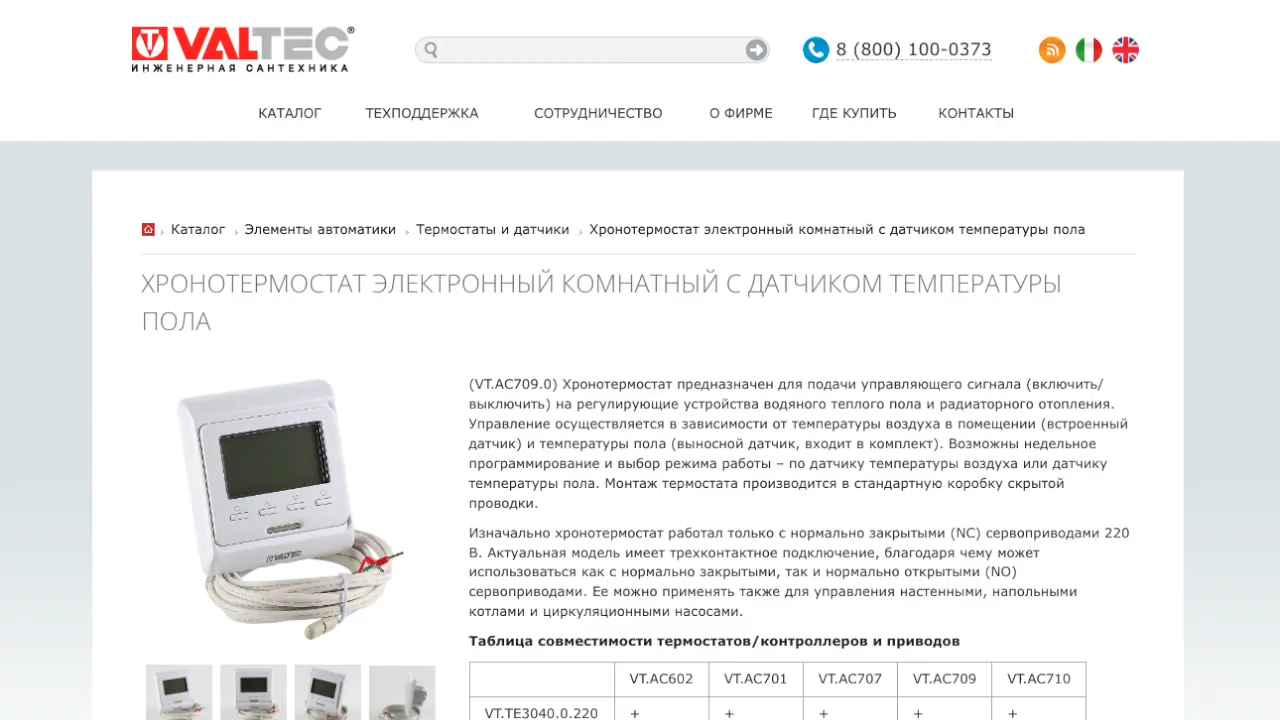 VALTEC®
ИНЖЕНЕРНАЯ САНТЕХНИКА
8 (800) 100-0373
КАТАЛОГ ТЕХПОДДЕРЖКА СОТРУДНИЧЕСТВО О ФИРМЕ ГДЕ КУПИТЬ КОНТАКТЫ
Каталог Элементы автоматики Термостаты и датчики Хронотермостат электронный комнатный с датчиком температуры пола
ХРОНОТЕРМОСТАТ ЭЛЕКТРОННЫЙ КОМНАТНЫЙ С ДАТЧИКОМ ТЕМПЕРАТУРЫ
ПОЛА
(VT.AC709.0) Хронотермостат предназначен для подачи управляющего сигнала (включить/
выключить) на регулирующие устройства водяного теплого пола и радиаторного отопления.
Управление осуществляется в зависимости от температуры воздуха в помещении (встроенный
датчик) и температуры пола (выносной датчик, входит в комплект). Возможны недельное
программирование и выбор режима работы – по датчику температуры воздуха или датчику
температуры пола. Монтаж термостата производится в стандартную коробку скрытой
проводки.
Изначально хронотермостат работал только с нормально закрытыми (NC) сервоприводами 220
В. Актуальная модель имеет трехконтактное подключение, благодаря чему может
использоваться как с нормально закрытыми, так и нормально открытыми (NO)
сервоприводами. Ее можно применять также для управления настенными, напольными
котлами и циркуляционными насосами.
Таблица совместимости термостатов/контроллеров и приводов
VT.AC602 VT.AC701 VT.AC707 VT.AC709 VT.AC710
VT.TE3040.0.220 + + + + +
VALTEC